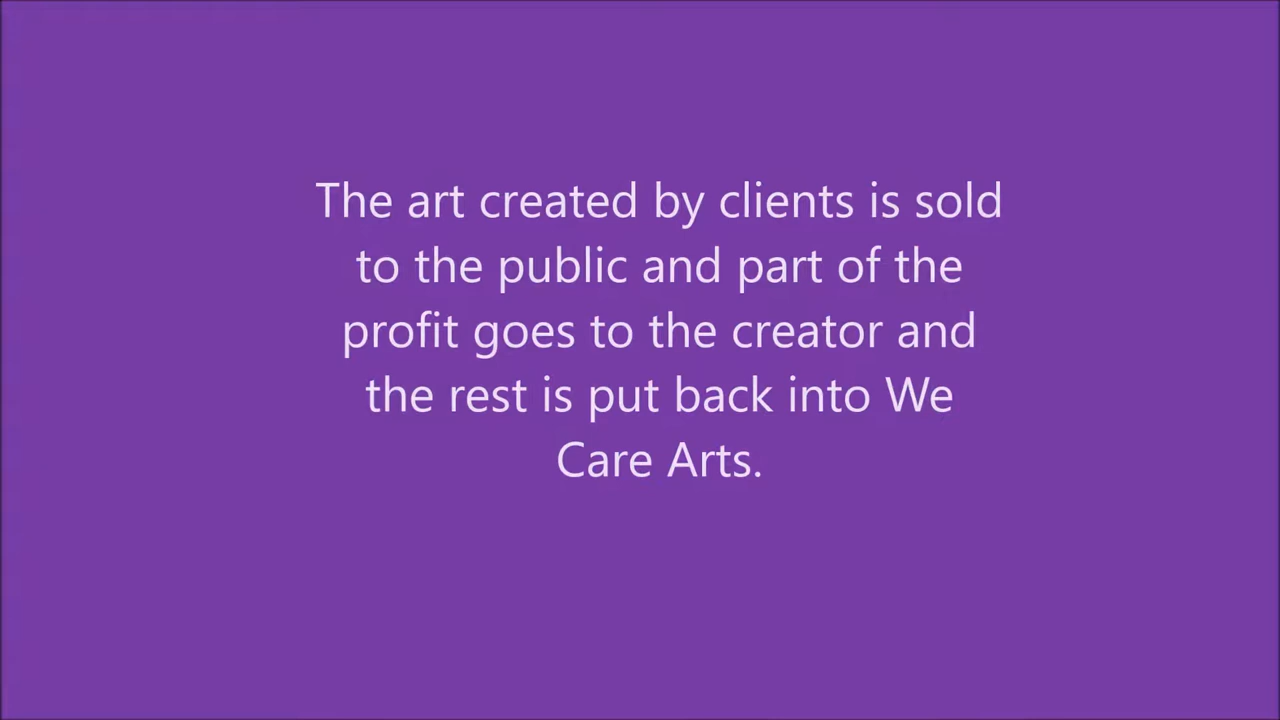 The art created by clients is sold
to the public and part of the
profit goes to the creator and
the rest is put back into We
Care Arts.